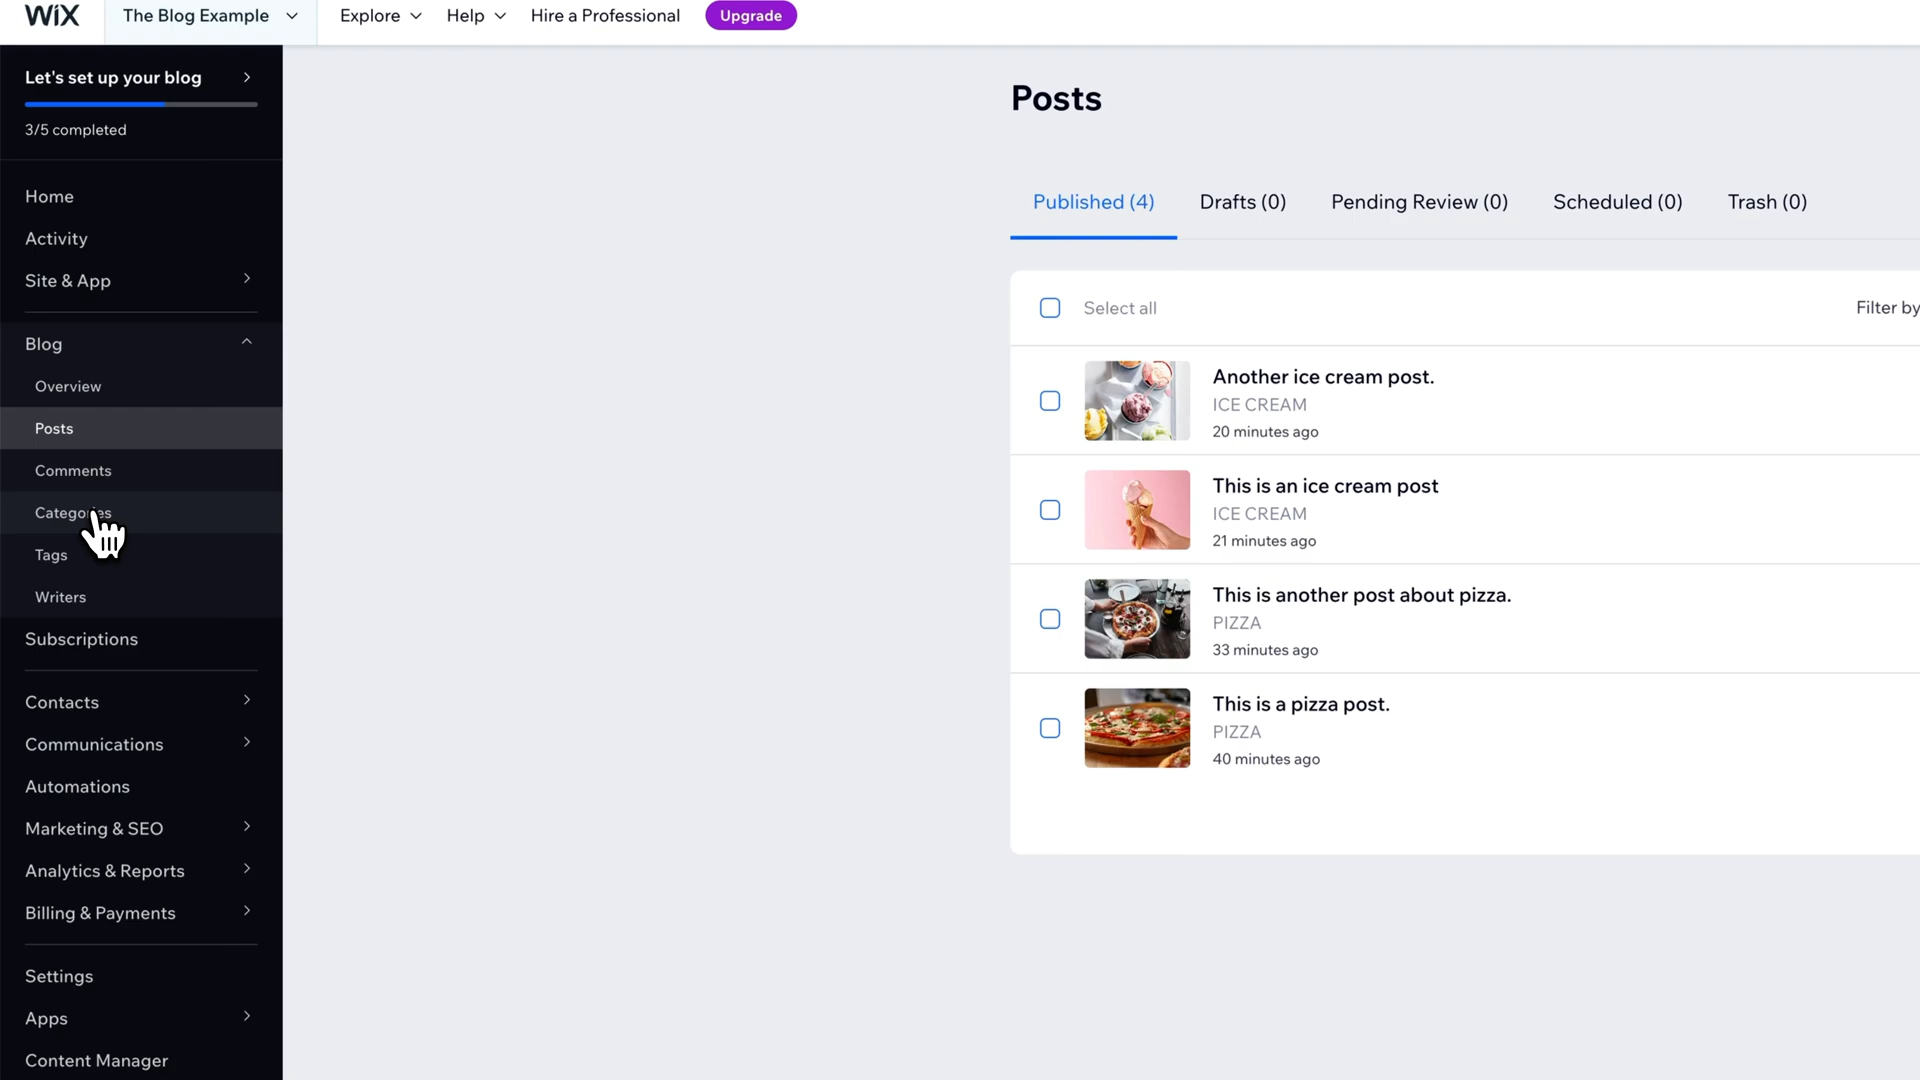 WiX
The Blog Example
Explore
Help
Hire a Professional
Upgrade
Let's set up your blog
3/5 completed
Home
Activity
Site & App
Blog
Overview
Posts
Comments
Categories
Tags
Writers
Subscriptions
Contacts
Communications
Automations
Marketing & SEO
Analytics & Reports
Billing & Payments
Settings
Apps
Content Manager
Posts
Published (4)
Drafts (0)
Pending Review (0)
Scheduled (0)
Trash (0)
Select all
Filter by
Another ice cream post.
ICE CREAM
20 minutes ago
This is an ice cream post
ICE CREAM
21 minutes ago
This is another post about pizza.
PIZZA
33 minutes ago
This is a pizza post.
PIZZA
40 minutes ago